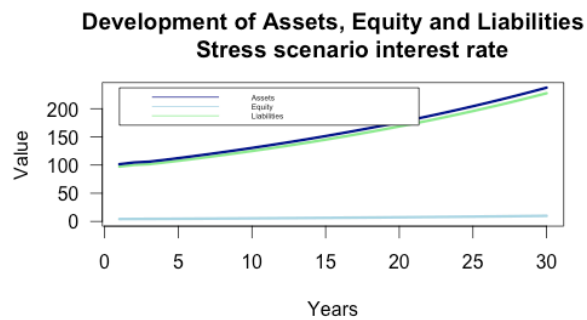 Development of Assets, Equity and Liabilities
Stress scenario interest rate
Assets
Equity
Liabilities
Value
200
150
100
50
0
0 5 10 15 20 25 30
Years